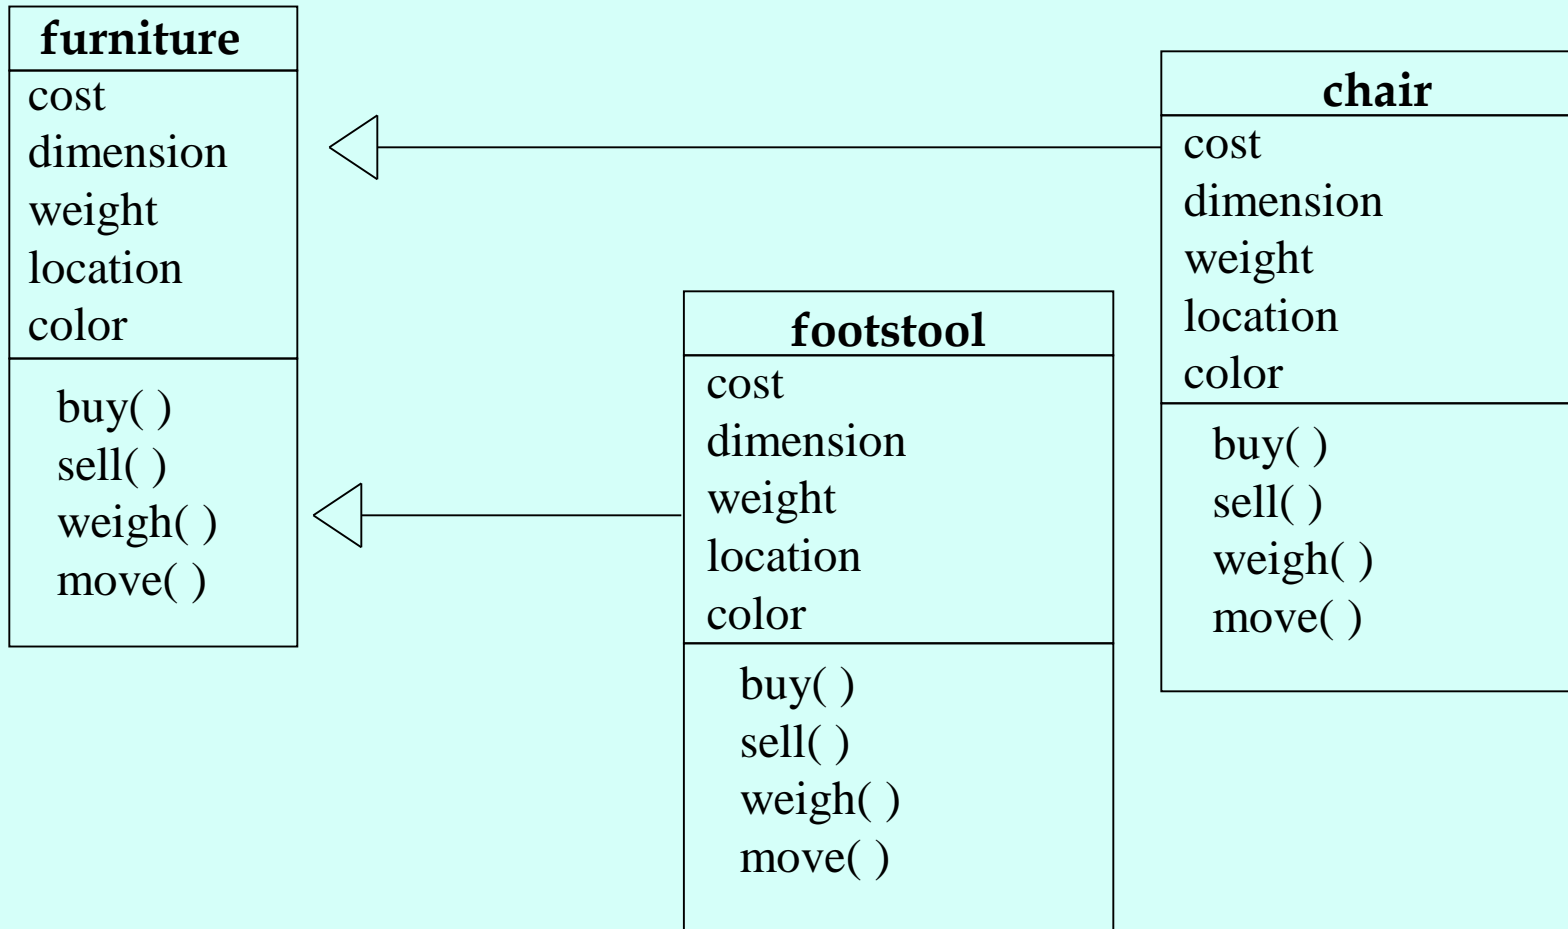 furniture
cost
dimension
weight
location
color
buy( )
sell( )
weigh( )
move( )
footstool
cost
dimension
weight
location
color
buy( )
sell( )
weigh( )
move( )
chair
cost
dimension
weight
location
color
buy( )
sell( )
weigh( )
move( )